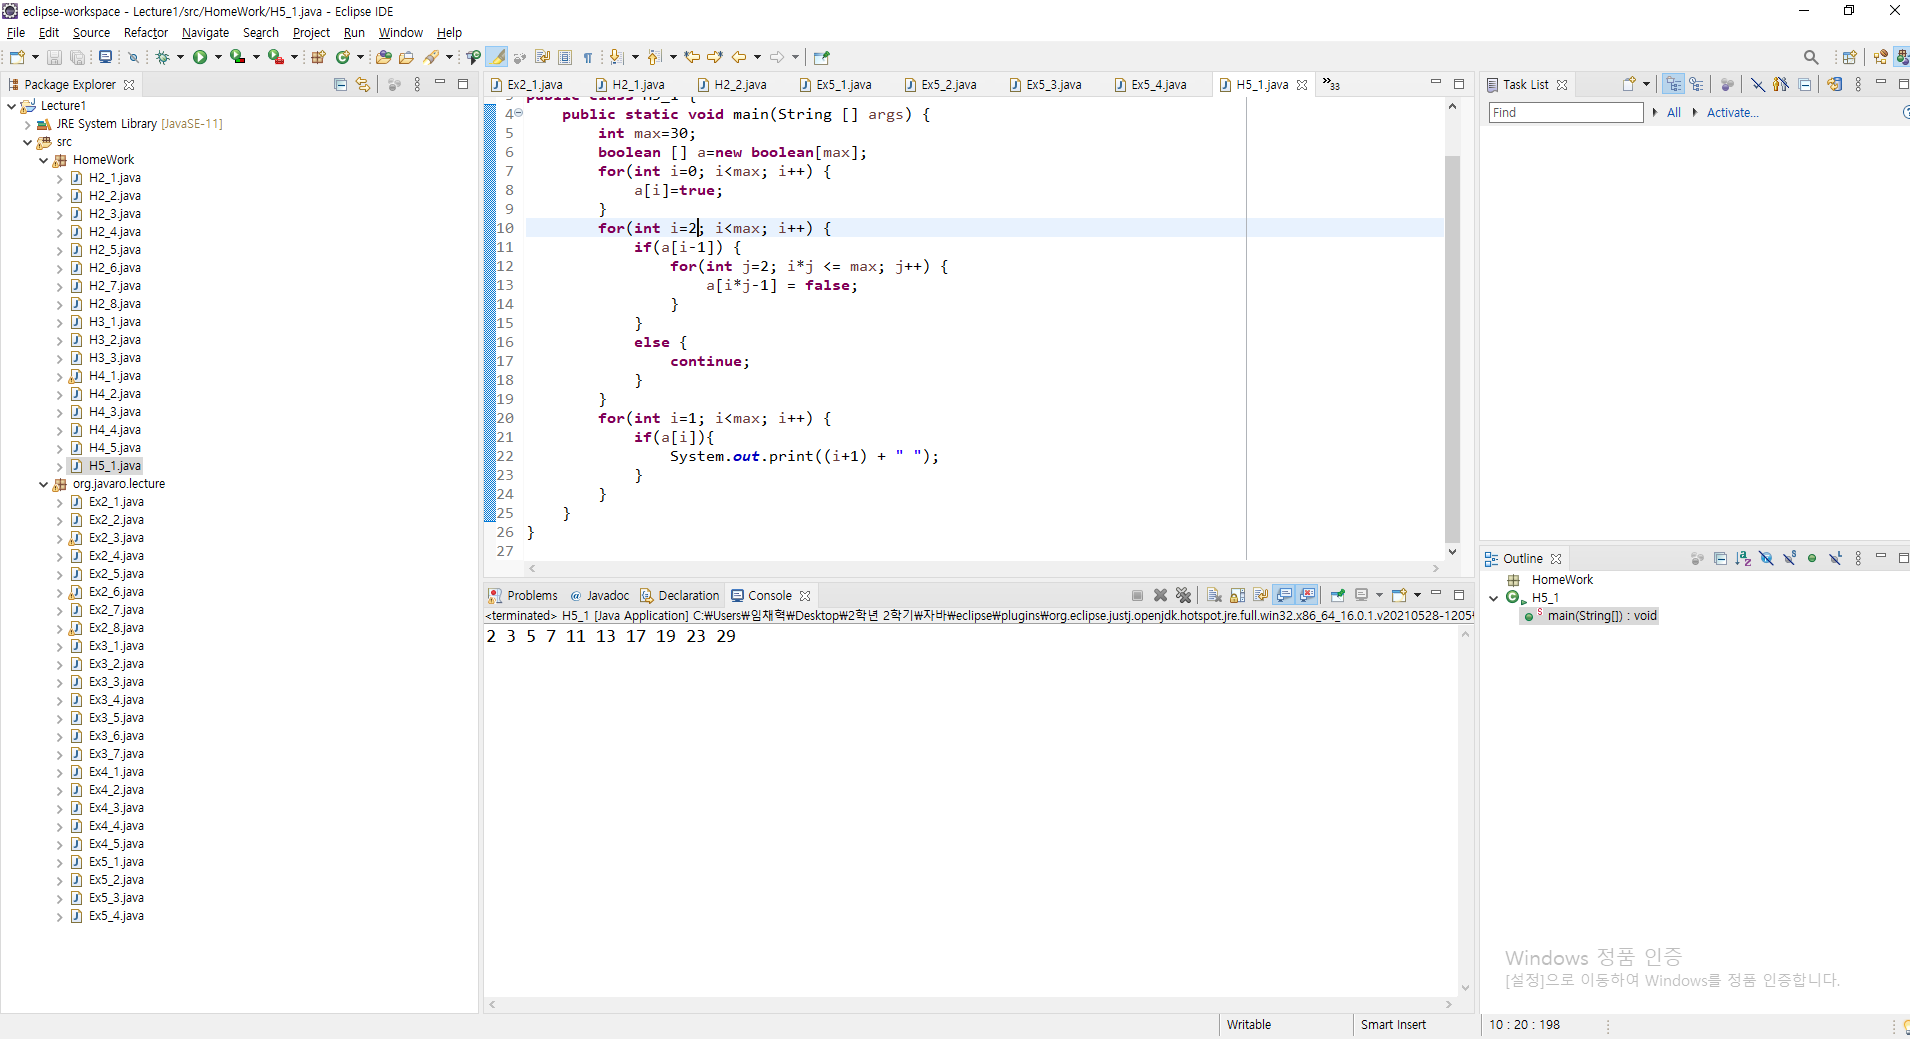 eclipse-workspace - Lecture1/src/HomeWork/H5_1.java - Eclipse IDE
File Edit Source Refactor Navigate Search Project Run Window Help
Package Explorer
Lecture1
JRE System Library [JavaSE-11]
src
HomeWork
H2_1.java
H2_2.java
H2_3.java
H2_4.java
H2_5.java
H2_6.java
H2_7.java
H2_8.java
H3_1.java
H3_2.java
H3_3.java
H4_1.java
H4_2.java
H4_3.java
H4_4.java
H4_5.java
H5_1.java
org.javaro.lecture
Ex2_1.java
Ex2_2.java
Ex2_3.java
Ex2_4.java
Ex2_5.java
Ex2_6.java
Ex2_7.java
Ex2_8.java
Ex3_1.java
Ex3_2.java
Ex3_3.java
Ex3_4.java
Ex3_5.java
Ex3_6.java
Ex3_7.java
Ex4_1.java
Ex4_2.java
Ex4_3.java
Ex4_4.java
Ex4_5.java
Ex5_1.java
Ex5_2.java
Ex5_3.java
Ex5_4.java
Ex2_1.java H2_1.java H2_2.java Ex5_1.java Ex5_2.java Ex5_3.java Ex5_4.java H5_1.java »33
3 public class H5_1 {
4 public static void main(String [] args) {
5 int max=30;
6 boolean [] a=new boolean[max];
7 for(int i=0; i<max; i++) {
8 a[i]=true;
9 }
10 for(int i=2; i<max; i++) {
11 if(a[i-1]) {
12 for(int j=2; i*j <= max; j++) {
13 a[i*j-1] = false;
14 }
15 }
16 else {
17 continue;
18 }
19 }
20 for(int i=1; i<max; i++) {
21 if(a[i]){
22 System.out.print((i+1) + " ");
23 }
24 }
25 }
26 }
27
Problems @ Javadoc Declaration Console
<terminated> H5_1 [Java Application] C:₩Users₩임채혁₩Desktop₩2학년 2학기₩자바₩eclipse₩plugins₩org.eclipse.justj.openjdk.hotspot.jre.full.win32.x86_64_16.0.1.v20210528-1205₩
2 3 5 7 11 13 17 19 23 29
Task List
Find All Activate...
Outline
HomeWork
H5_1
main(String[]) : void
Windows 정품 인증
[설정]으로 이동하여 Windows를 정품 인증합니다.
Writable Smart Insert 10 : 20 : 198